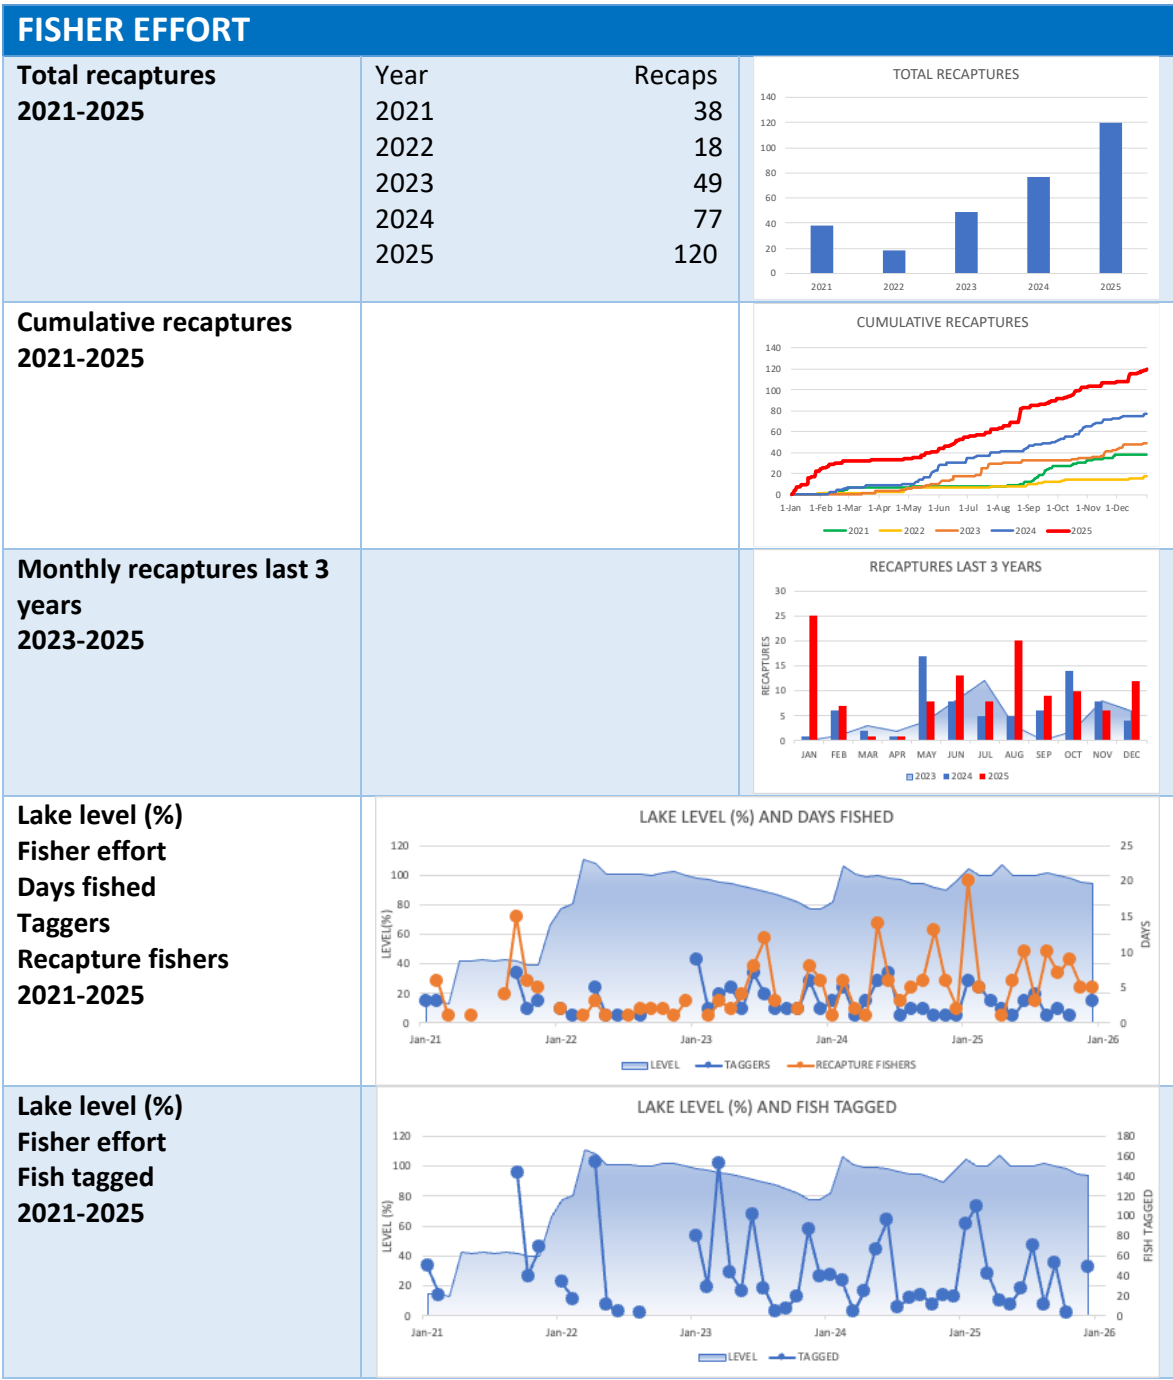 FISHER EFFORT
Total recaptures
2021-2025
Year Recaps
2021 38
2022 18
2023 49
2024 77
2025 120
TOTAL RECAPTURES
140
120
100
80
60
40
20
0
2021 2022 2023 2024 2025
Cumulative recaptures
2021-2025
CUMULATIVE RECAPTURES
140
120
100
80
60
40
20
0
1-Jan 1-Feb 1-Mar 1-Apr 1-May 1-Jun 1-Jul 1-Aug 1-Sep 1-Oct 1-Nov 1-Dec
2021 2022 2023 2024 2025
Monthly recaptures last 3
years
2023-2025
RECAPTURES LAST 3 YEARS
RECAPTURES
30
25
20
15
10
5
0
JAN FEB MAR APR MAY JUN JUL AUG SEP OCT NOV DEC
2023 2024 2025
Lake level (%)
Fisher effort
Days fished
Taggers
Recapture fishers
2021-2025
LAKE LEVEL (%) AND DAYS FISHED
LEVEL(%)
120
100
80
60
40
20
0
25
20
15
10
5
0
DAYS
Jan-21 Jan-22 Jan-23 Jan-24 Jan-25 Jan-26
LEVEL TAGGERS RECAPTURE FISHERS
Lake level (%)
Fisher effort
Fish tagged
2021-2025
LAKE LEVEL (%) AND FISH TAGGED
LEVEL (%)
120
100
80
60
40
20
0
180
160
140
120
100
80
60
40
20
0
FISH TAGGED
Jan-21 Jan-22 Jan-23 Jan-24 Jan-25 Jan-26
LEVEL TAGGED